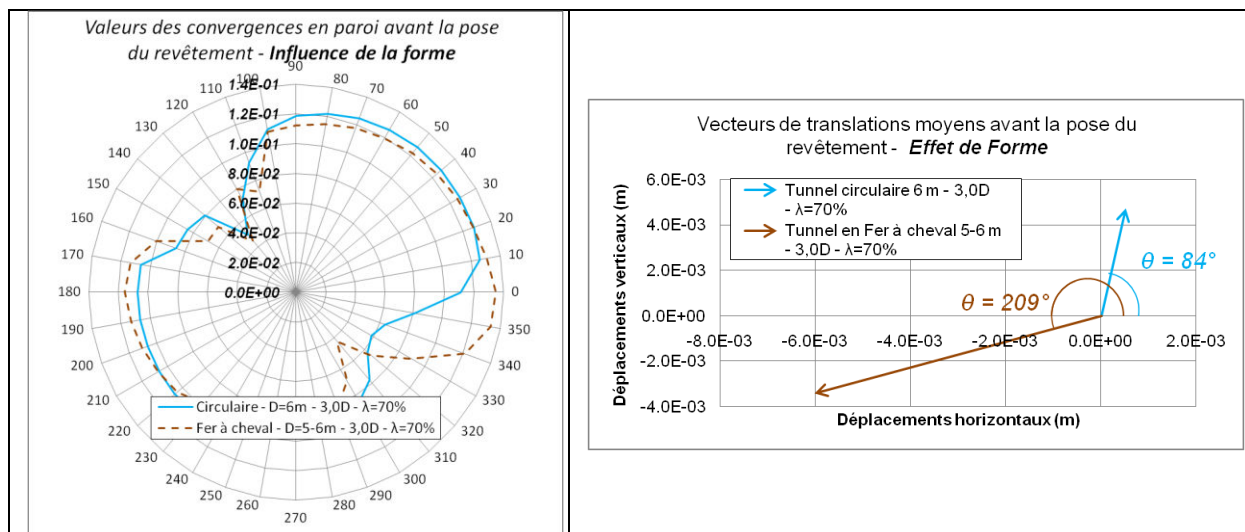 Valeurs des convergences en paroi avant la pose
du revêtement - Influence de la forme
90
100
80
110
70
120
60
130
50
140
40
150
30
160
20
170
10
180
0
190
350
200
340
210
330
220
320
230
310
240
300
250
290
260
280
270
1.4E-01
1.2E-01
1.0E-01
8.0E-02
6.0E-02
4.0E-02
2.0E-02
0.0E+00
Circulaire - D=6m - 3,0D - λ=70%
Fer à cheval - D=5-6m - 3,0D - λ=70%
Vecteurs de translations moyens avant la pose du
revêtement - Effet de Forme
Déplacements verticaux (m)
6.0E-03
4.0E-03
2.0E-03
0.0E+00
-2.0E-03
-4.0E-03
Tunnel circulaire 6 m - 3,0D
- λ=70%
Tunnel en Fer à cheval 5-6 m
- 3,0D - λ=70%
θ = 84°
θ = 209°
-8.0E-03
-6.0E-03
-4.0E-03
-2.0E-03
0.0E+00
2.0E-03
Déplacements horizontaux (m)